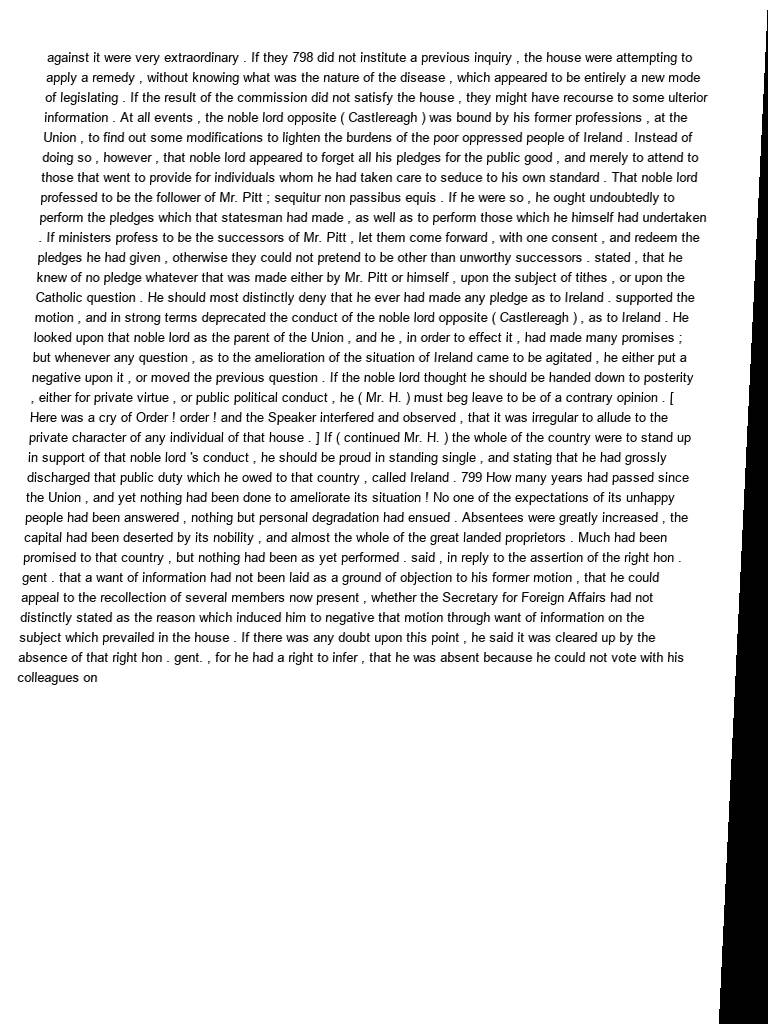 against it were very extraordinary . If they 798 did not institute a previous inquiry , the house were attempting to
apply a remedy , without knowing what was the nature of the disease , which appeared to be entirely a new mode
of legislating . If the result of the commission did not satisfy the house , they might have recourse to some ulterior
information . At all events , the noble lord opposite ( Castlereagh ) was bound by his former professions , at the
Union , to find out some modifications to lighten the burdens of the poor oppressed people of Ireland . Instead of
doing so , however , that noble lord appeared to forget all his pledges for the public good , and merely to attend to
those that went to provide for individuals whom he had taken care to seduce to his own standard . That noble lord
professed to be the follower of Mr. Pitt ; sequitur non passibus equis . If he were so , he ought undoubtedly to
perform the pledges which that statesman had made , as well as to perform those which he himself had undertaken
. If ministers profess to be the successors of Mr. Pitt , let them come forward , with one consent , and redeem the
pledges he had given , otherwise they could not pretend to be other than unworthy successors . stated , that he
knew of no pledge whatever that was made either by Mr. Pitt or himself , upon the subject of tithes , or upon the
Catholic question . He should most distinctly deny that he ever had made any pledge as to Ireland . supported the
motion , and in strong terms deprecated the conduct of the noble lord opposite ( Castlereagh ) , as to Ireland . He
looked upon that noble lord as the parent of the Union , and he , in order to effect it , had made many promises ;
but whenever any question , as to the amelioration of the situation of Ireland came to be agitated , he either put a
negative upon it , or moved the previous question . If the noble lord thought he should be handed down to posterity
, either for private virtue , or public political conduct , he ( Mr. H. ) must beg leave to be of a contrary opinion . [
Here was a cry of Order ! order ! and the Speaker interfered and observed , that it was irregular to allude to the
private character of any individual of that house . ] If ( continued Mr. H. ) the whole of the country were to stand up
in support of that noble lord 's conduct , he should be proud in standing single , and stating that he had grossly
discharged that public duty which he owed to that country , called Ireland . 799 How many years had passed since
the Union , and yet nothing had been done to ameliorate its situation ! No one of the expectations of its unhappy
people had been answered , nothing but personal degradation had ensued . Absentees were greatly increased , the
capital had been deserted by its nobility , and almost the whole of the great landed proprietors . Much had been
promised to that country , but nothing had been as yet performed . said , in reply to the assertion of the right hon .
gent . that a want of information had not been laid as a ground of objection to his former motion , that he could
appeal to the recollection of several members now present , whether the Secretary for Foreign Affairs had not
distinctly stated as the reason which induced him to negative that motion through want of information on the
subject which prevailed in the house . If there was any doubt upon this point , he said it was cleared up by the
absence of that right hon . gent. , for he had a right to infer , that he was absent because he could not vote with his
colleagues on